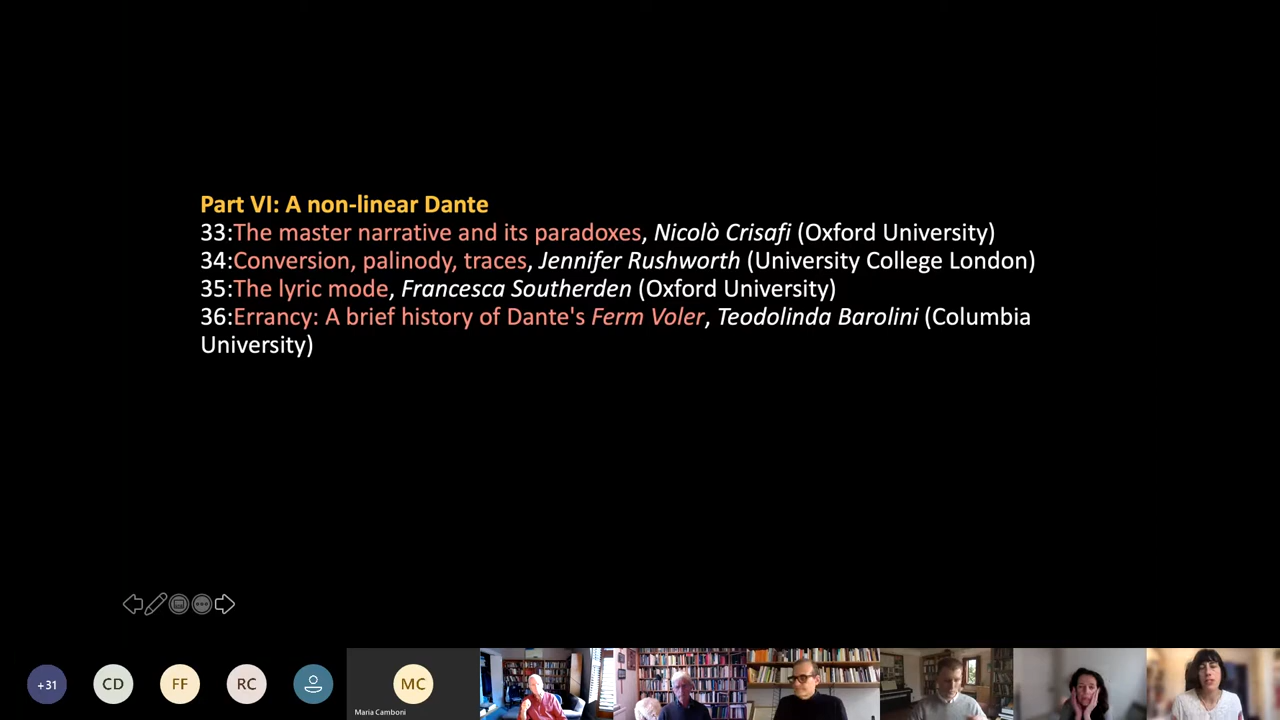 Part VI: A non-linear Dante
33:The master narrative and its paradoxes, Nicolò Crisafi (Oxford University)
34:Conversion, palinody, traces, Jennifer Rushworth (University College London)
35:The lyric mode, Francesca Southerden (Oxford University)
36:Errancy: A brief history of Dante's Ferm Voler, Teodolinda Barolini (Columbia
University)
+31
CD
FF
RC
MC
Maria Camboni